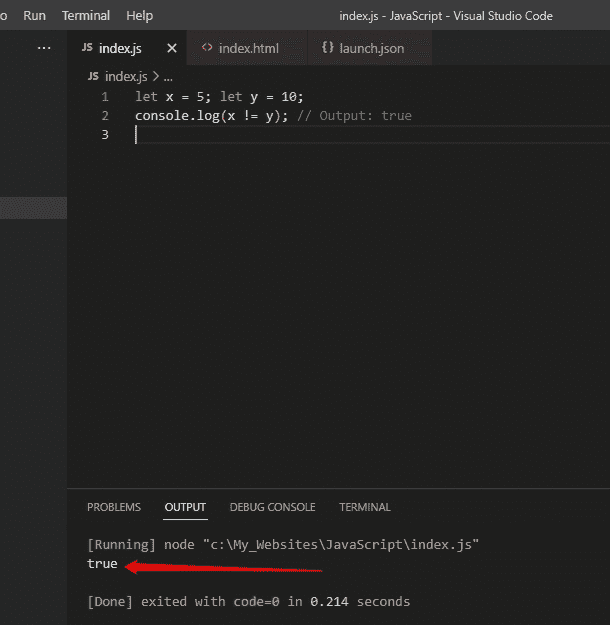 o Run Terminal Help index.js - JavaScript - Visual Studio Code
... JS index.js × <> index.html {} launch.json
JS index.js > ...
1 let x = 5; let y = 10;
2 console.log(x != y); // Output: true
3
PROBLEMS OUTPUT DEBUG CONSOLE TERMINAL
[Running] node "c:\My_Websites\JavaScript\index.js"
true
[Done] exited with code=0 in 0.214 seconds